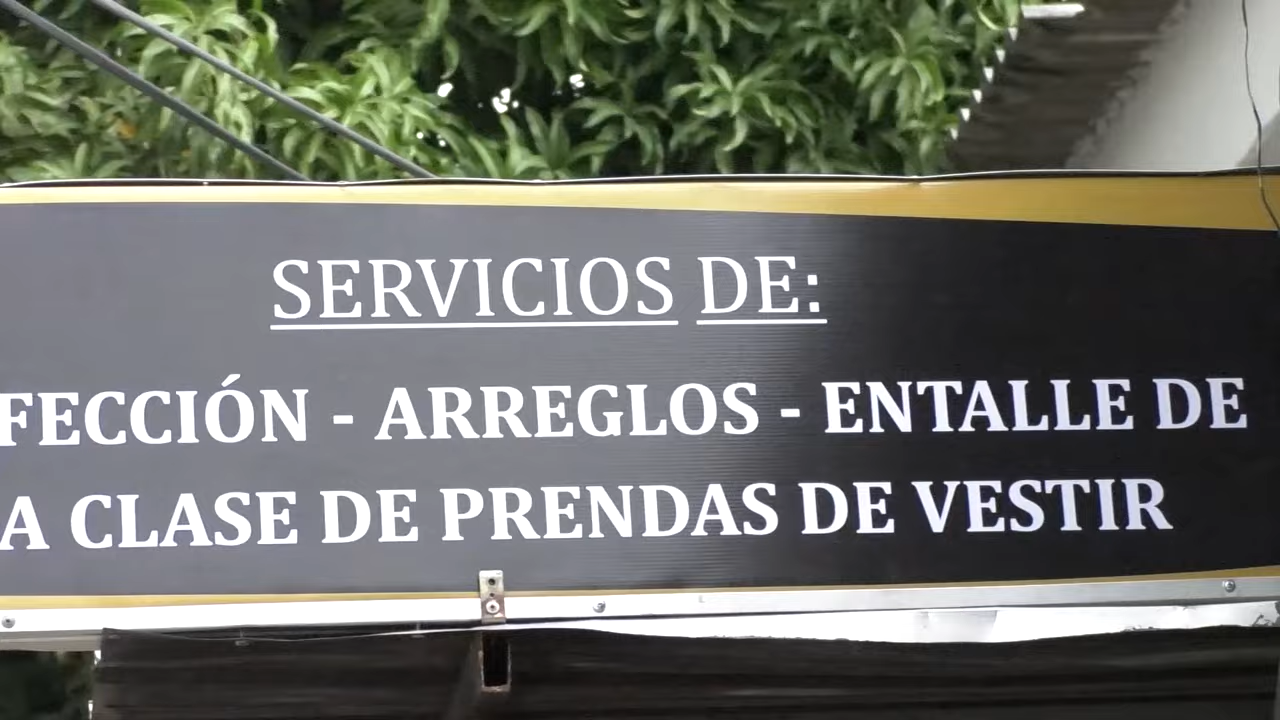 SERVICIOS DE:
FECCIÓN - ARREGLOS - ENTALLE DE
A CLASE DE PRENDAS DE VESTIR